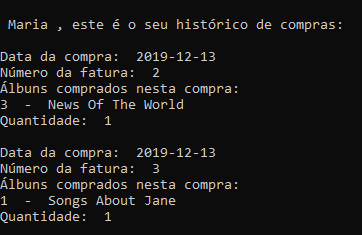 Maria , este é o seu histórico de compras:
Data da compra:  2019-12-13
Número da fatura:  2
Álbuns comprados nesta compra:
3  -  News Of The World
Quantidade:  1
Data da compra:  2019-12-13
Número da fatura:  3
Álbuns comprados nesta compra:
1  -  Songs About Jane
Quantidade:  1